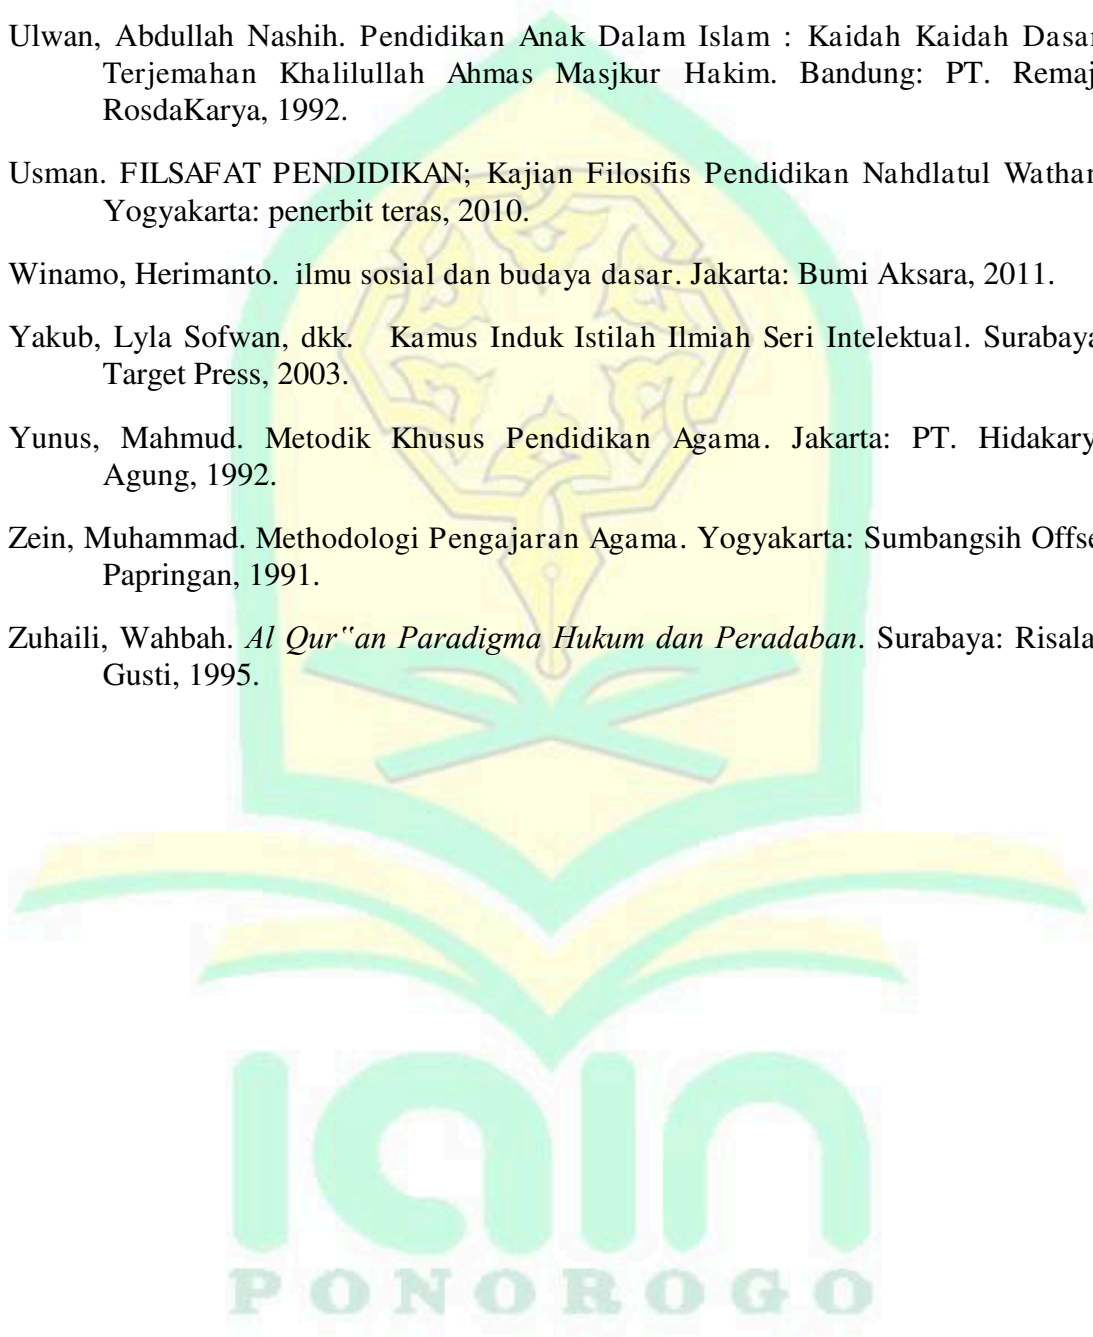 Ulwan, Abdullah Nashih. Pendidikan Anak Dalam Islam : Kaidah Kaidah Dasar
Terjemahan Khalilullah Ahmas Masjkur Hakim. Bandung: PT. Remaj
RosdaKarya, 1992.
Usman. FILSAFAT PENDIDIKAN; Kajian Filosifis Pendidikan Nahdlatul Wathan
Yogyakarta: penerbit teras, 2010.
Winamo, Herimanto. ilmu sosial dan budaya dasar. Jakarta: Bumi Aksara, 2011.
Yakub, Lyla Sofwan, dkk. Kamus Induk Istilah Ilmiah Seri Intelektual. Surabaya
Target Press, 2003.
Yunus, Mahmud. Metodik Khusus Pendidikan Agama. Jakarta: PT. Hidakary
Agung, 1992.
Zein, Muhammad. Methodologi Pengajaran Agama. Yogyakarta: Sumbangsih Offse
Papringan, 1991.
Zuhaili, Wahbah. Al Qur‟an Paradigma Hukum dan Peradaban. Surabaya: Risala
Gusti, 1995.
iain
PONOROGO